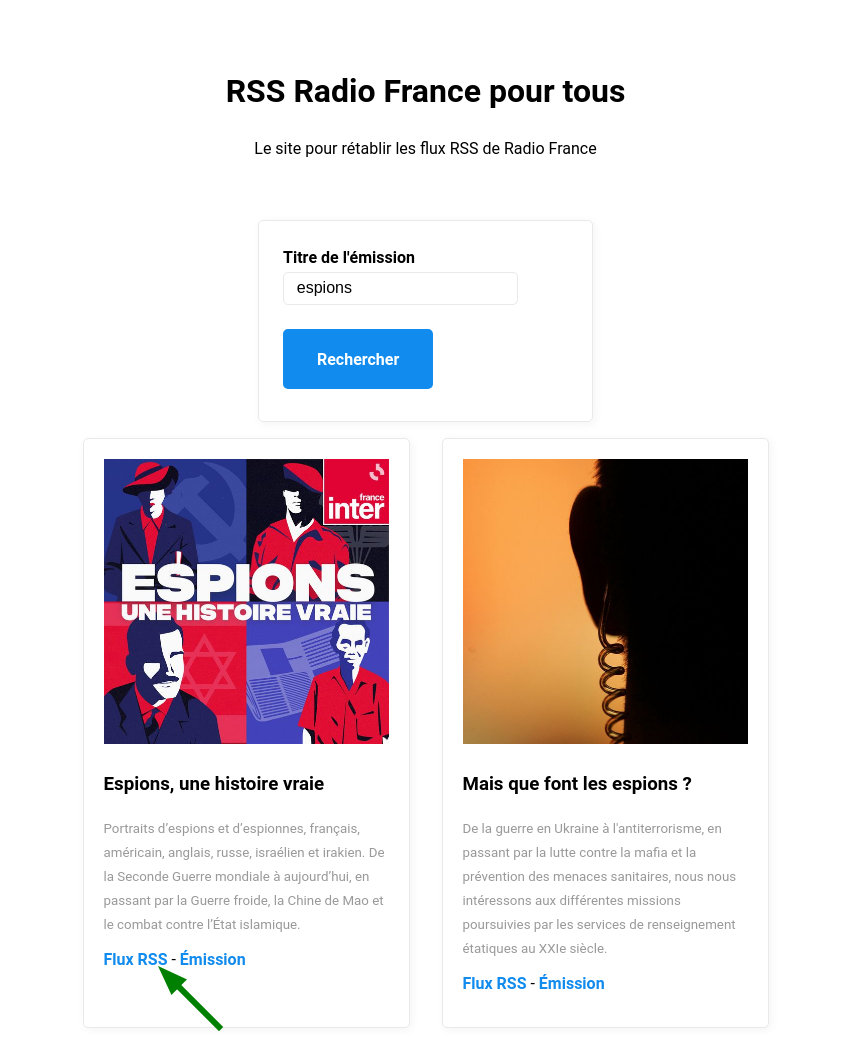 RSS Radio France pour tous
Le site pour rétablir les flux RSS de Radio France
Titre de l'émission
espions
Rechercher
france
inter
ESPIONS
UNE HISTOIRE VRAIE
Espions, une histoire vraie
Portraits d’espions et d’espionnes, français,
américain, anglais, russe, israélien et irakien. De
la Seconde Guerre mondiale à aujourd’hui, en
passant par la Guerre froide, la Chine de Mao et
le combat contre l’État islamique.
Flux RSS - Émission
Mais que font les espions ?
De la guerre en Ukraine à l'antiterrorisme, en
passant par la lutte contre la mafia et la
prévention des menaces sanitaires, nous nous
intéressons aux différentes missions
poursuivies par les services de renseignement
étatiques au XXIe siècle.
Flux RSS - Émission